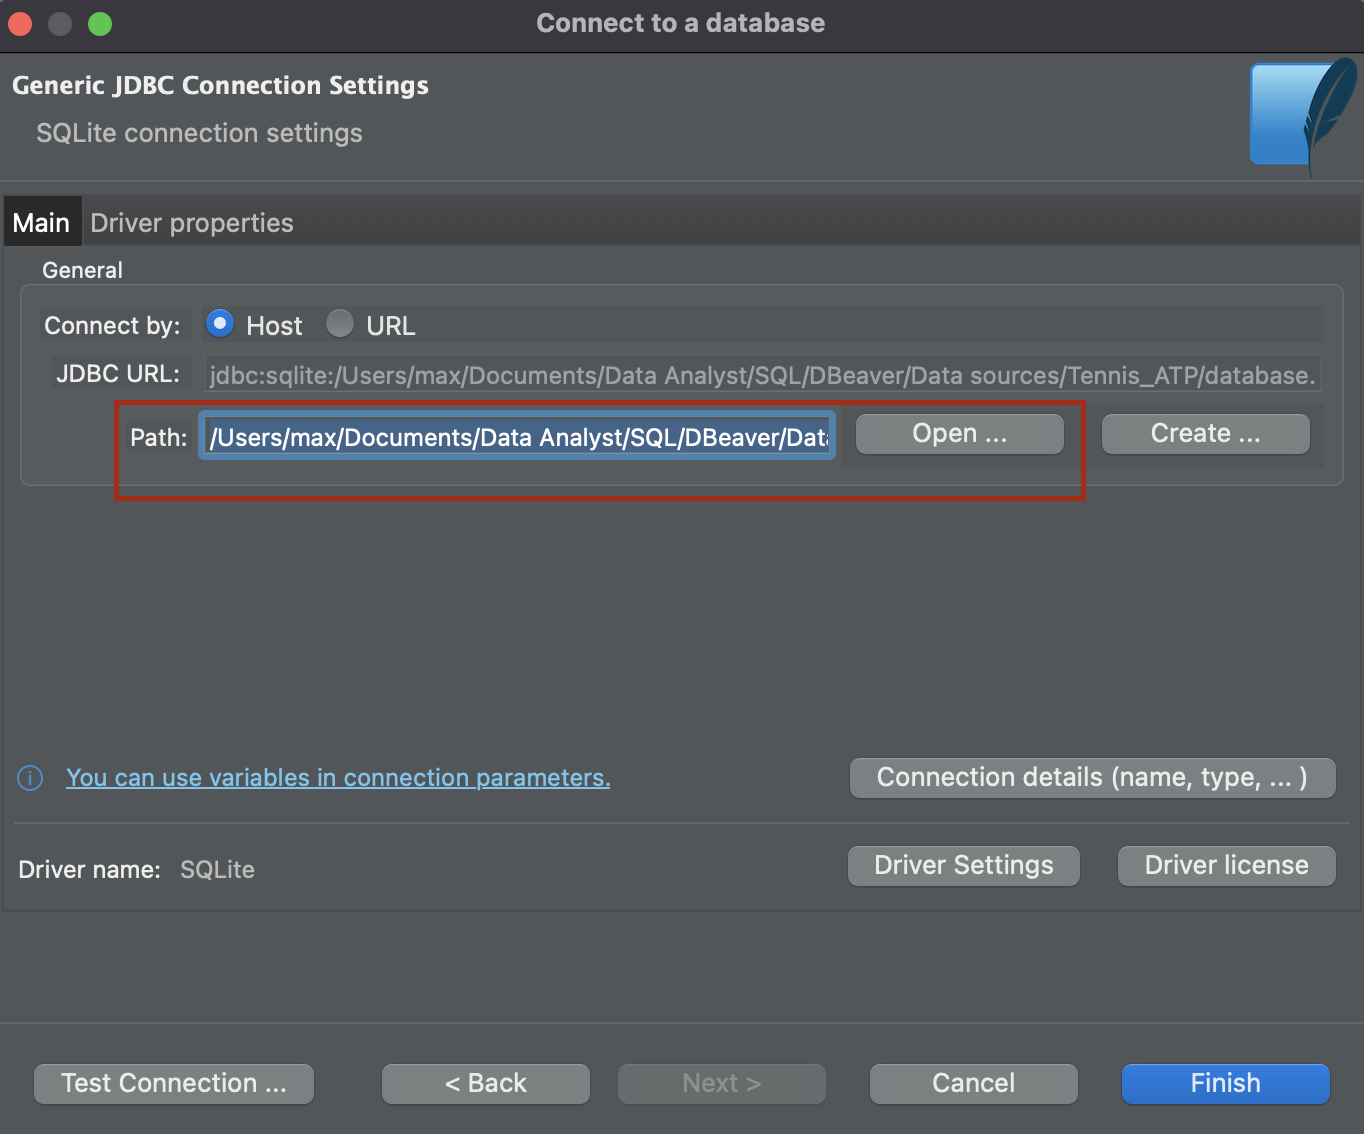 Connect to a database
Generic JDBC Connection Settings
SQLite connection settings
Main Driver properties
General
Connect by: Host URL
JDBC URL: jdbc:sqlite:/Users/max/Documents/Data Analyst/SQL/DBeaver/Data sources/Tennis_ATP/database.
Path: /Users/max/Documents/Data Analyst/SQL/DBeaver/Data Open ... Create ...
You can use variables in connection parameters. Connection details (name, type, ... )
Driver name: SQLite Driver Settings Driver license
Test Connection ... < Back Next > Cancel Finish